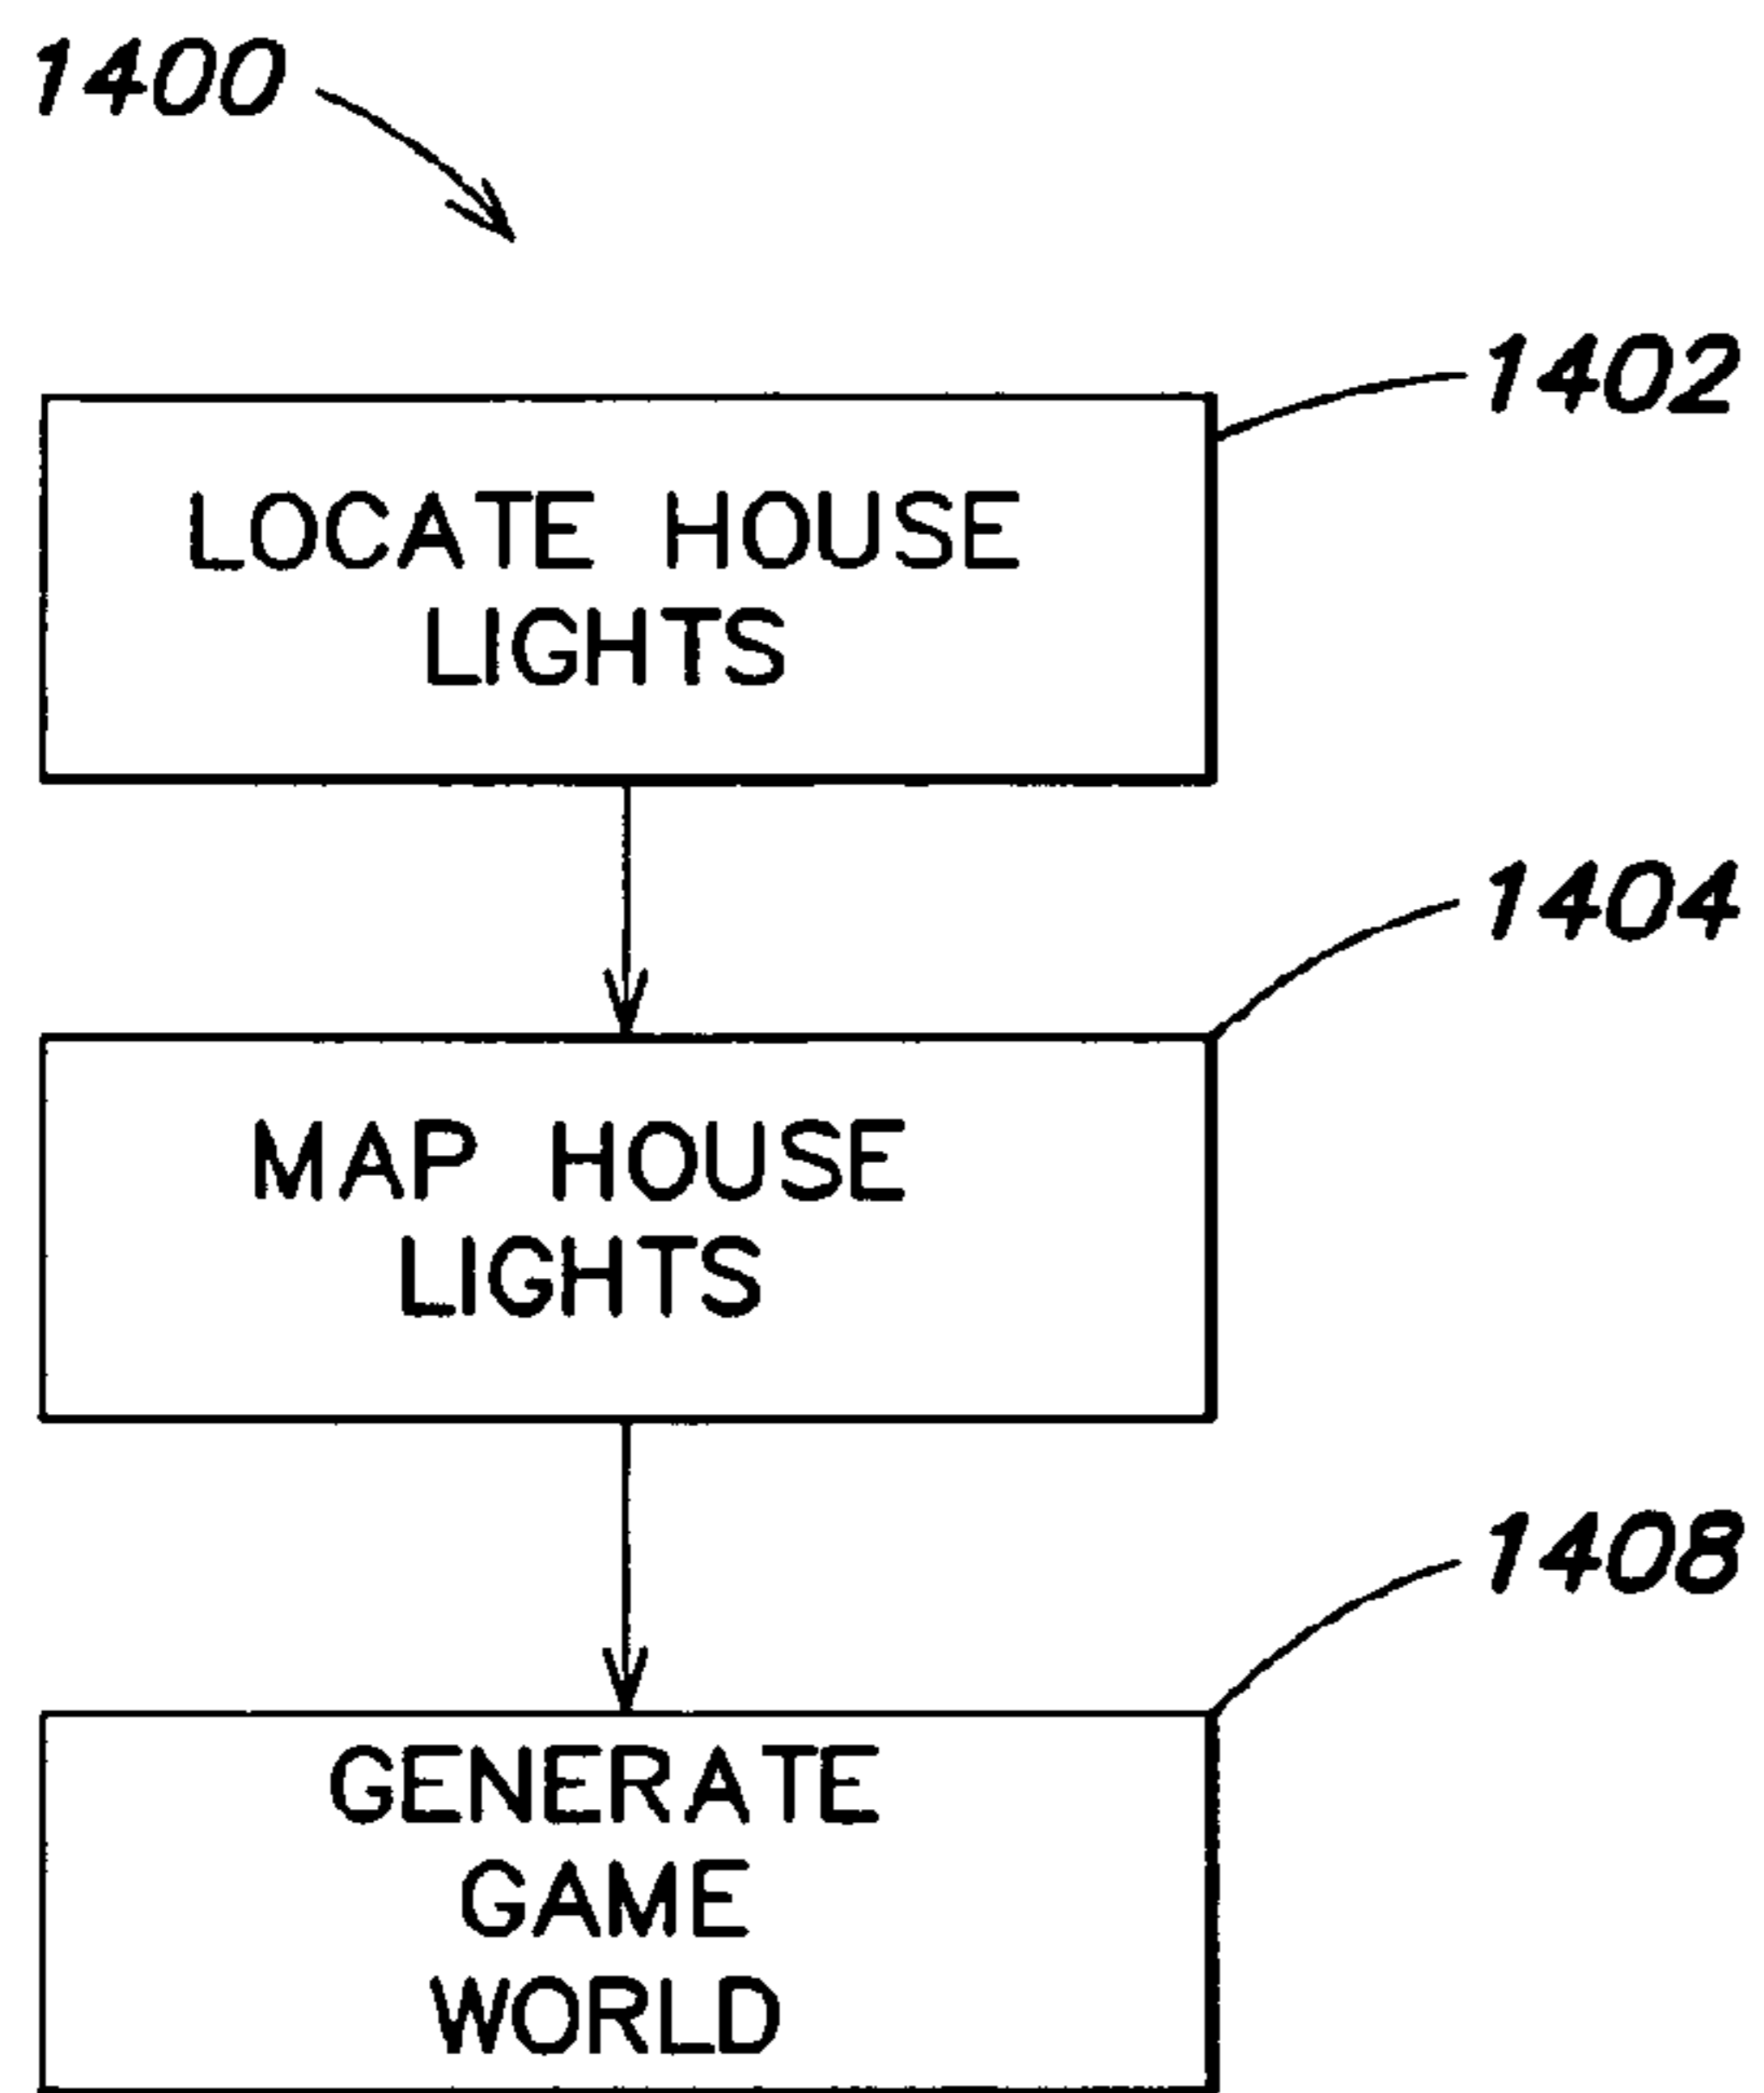 1400
1402
LOCATE HOUSE
LIGHTS
1404
MAP HOUSE
LIGHTS
1408
GENERATE
GAME
WORLD